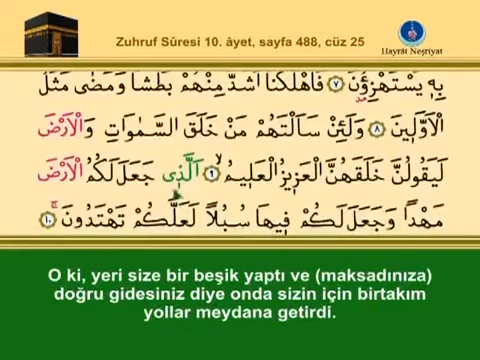 Zuhruf Sûresi 10. âyet, sayfa 488, cüz 25
Hayrât Neşriyat
بِهٖ يَسْتَهْزِؤُ۫نَ ﴿٧﴾ فَاَهْلَكْنَٓا اَشَدَّ مِنْهُمْ بَطْشًا وَمَضٰى مَثَلُ
الْاَوَّلٖينَ ﴿٨﴾ وَلَئِنْ سَاَلْتَهُمْ مَنْ خَلَقَ السَّمٰوَاتِ وَالْاَرْضَ
لَيَقُولُنَّ خَلَقَهُنَّ الْعَزٖيزُ الْعَلٖيمُ ﴿٩﴾ اَلَّذٖى جَعَلَ لَكُمُ الْاَرْضَ
مَهْدًا وَجَعَلَ لَكُمْ فٖيهَا سُبُلًا لَعَلَّكُمْ تَهْتَدُونَ ﴿١٠﴾
O ki, yeri size bir beşik yaptı ve (maksadınıza)
doğru gidesiniz diye onda sizin için birtakım
yollar meydana getirdi.